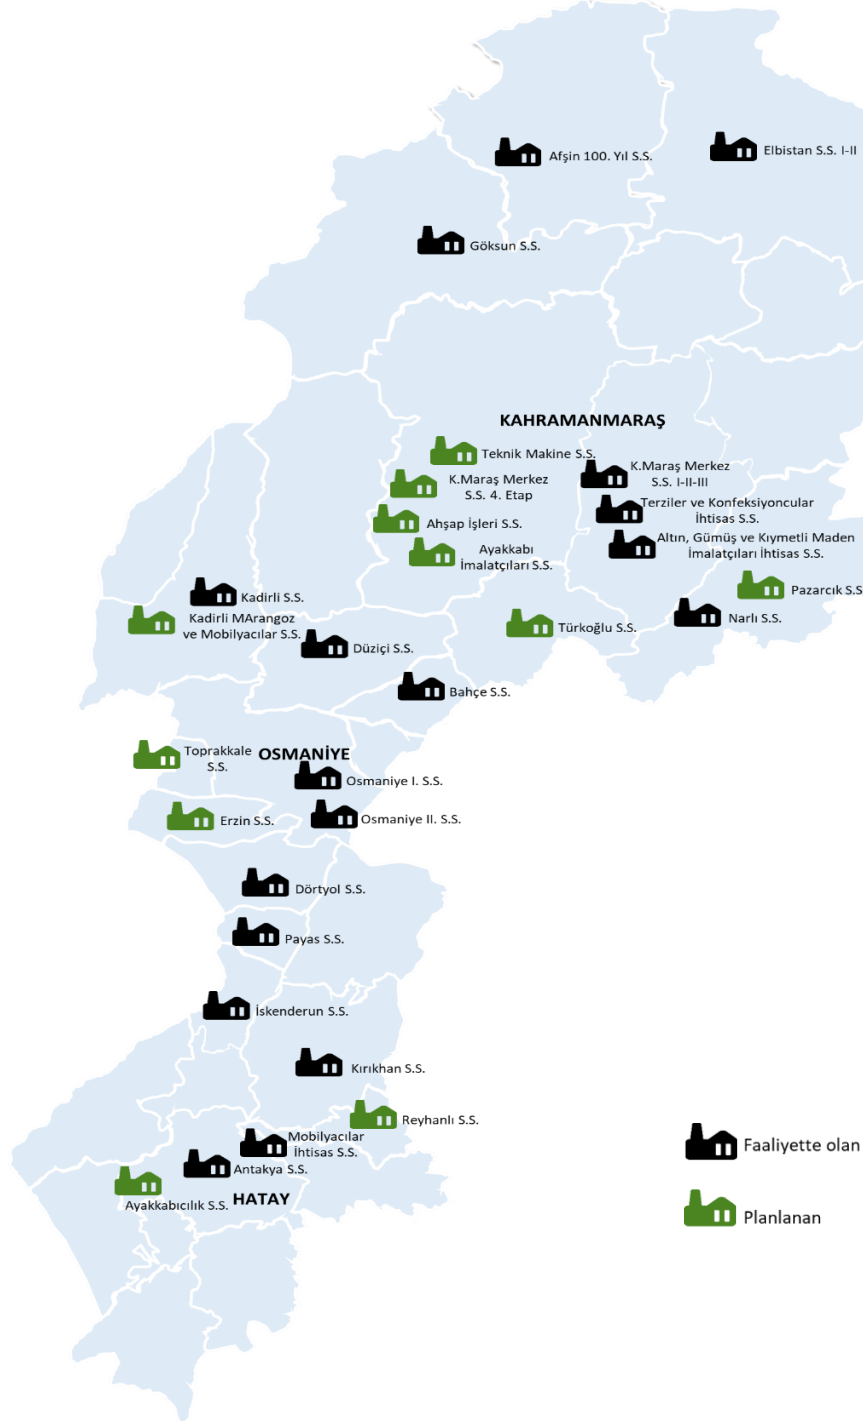 Afşin 100. Yıl S.S.
Elbistan S.S. I-II
Göksun S.S.
KAHRAMANMARAŞ
Teknik Makine S.S.
K.Maraş Merkez
S.S. I-II-III
K.Maraş Merkez
S.S. 4. Etap
Terziler ve Konfeksiyoncular
İhtisas S.S.
Ahşap İşleri S.S.
Altın, Gümüş ve Kıymetli Maden
İmalatçıları İhtisas S.S.
Ayakkabı
İmalatçıları S.S.
Pazarcık S.S
Kadirli S.S.
Kadirli MArangoz
ve Mobilyacılar S.S.
Narlı S.S.
Türkoğlu S.S.
Düziçi S.S.
Bahçe S.S.
Toprakkale
S.S.
OSMANİYE
Osmaniye I. S.S.
Erzin S.S.
Osmaniye II. S.S.
Dörtyol S.S.
Payas S.S.
İskenderun S.S.
Kırıkhan S.S.
Reyhanlı S.S.
Mobilyacılar
İhtisas S.S.
Antakya S.S.
Ayakkabıcılık S.S.
HATAY
Faaliyette olan
Planlanan